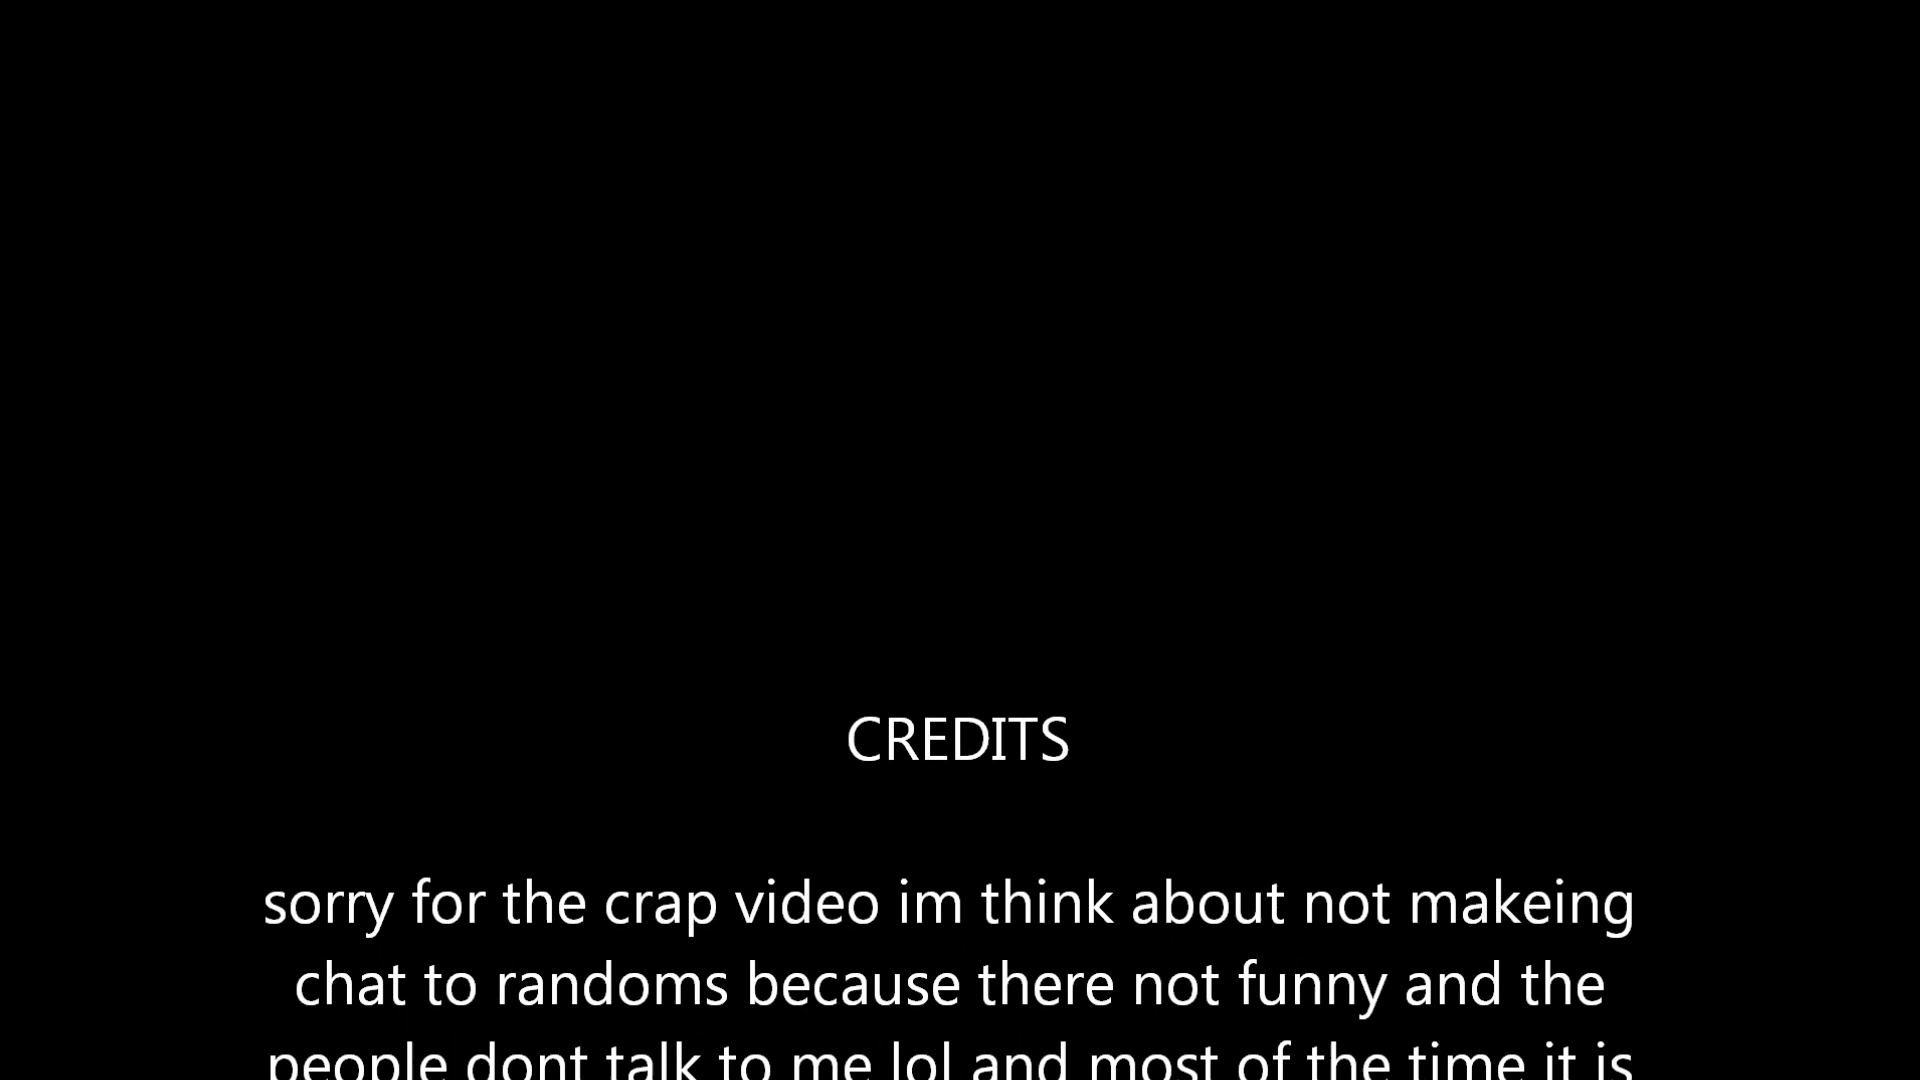 CREDITS
sorry for the crap video im think about not makeing
chat to randoms because there not funny and the
people dont talk to me lol and most of the time it is